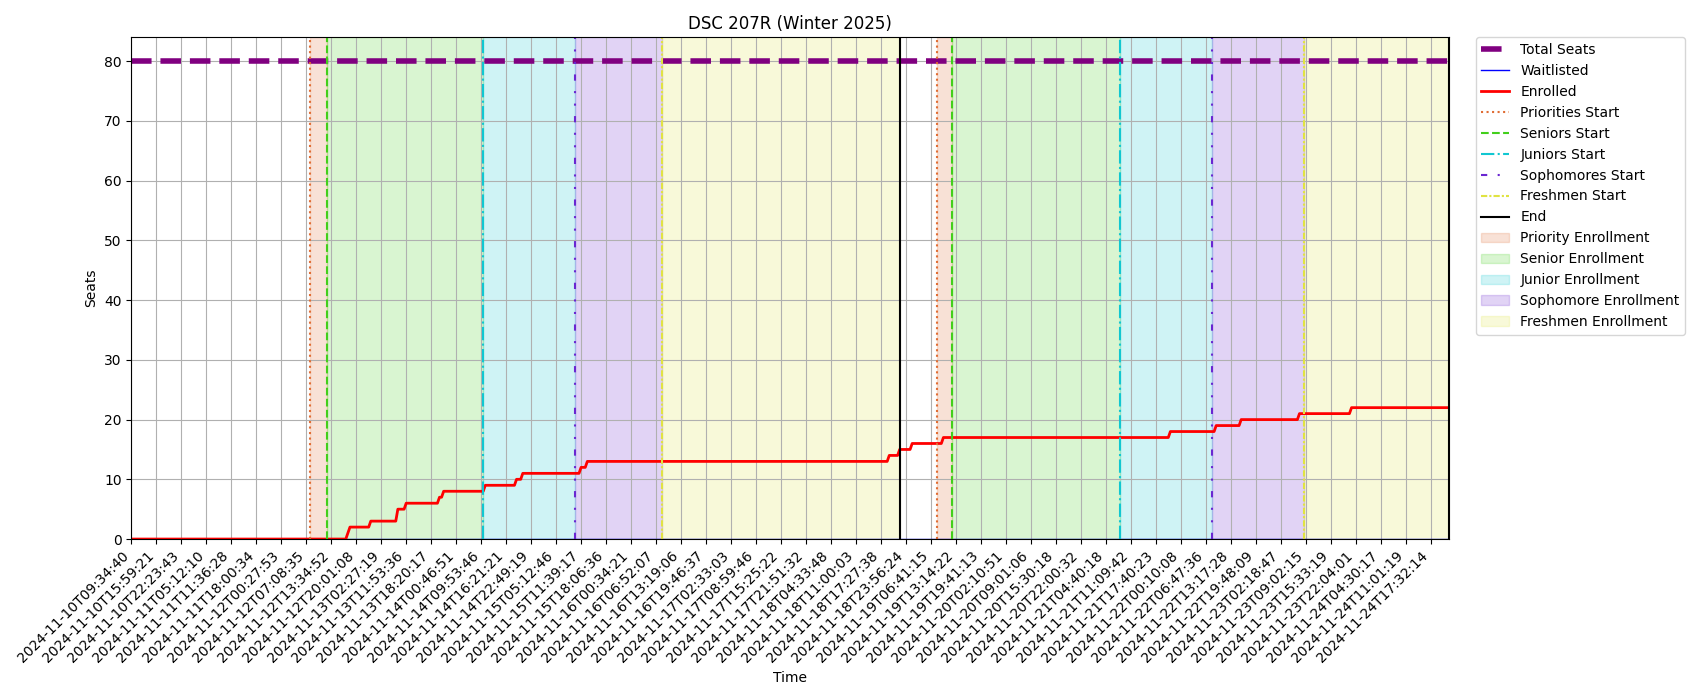 DSC 207R (Winter 2025)
Seats
80
70
60
50
40
30
20
10
0
2024-11-10T09:34:40
2024-11-10T15:59:21
2024-11-10T22:23:43
2024-11-11T05:12:10
2024-11-11T11:36:28
2024-11-11T18:00:34
2024-11-12T00:27:53
2024-11-12T07:08:35
2024-11-12T13:34:52
2024-11-12T20:01:08
2024-11-13T03:27:19
2024-11-13T11:53:36
2024-11-13T18:20:17
2024-11-14T00:46:51
2024-11-14T09:53:46
2024-11-14T16:21:21
2024-11-14T22:49:19
2024-11-15T05:12:46
2024-11-15T11:39:17
2024-11-15T18:06:36
2024-11-16T00:34:21
2024-11-16T06:52:07
2024-11-16T13:19:06
2024-11-16T19:46:37
2024-11-17T02:33:03
2024-11-17T08:59:46
2024-11-17T15:25:22
2024-11-17T21:51:32
2024-11-18T04:33:48
2024-11-18T11:00:03
2024-11-18T17:27:38
2024-11-18T23:56:24
2024-11-19T06:41:15
2024-11-19T13:14:22
2024-11-19T19:41:13
2024-11-20T02:10:51
2024-11-20T09:01:06
2024-11-20T15:30:18
2024-11-20T22:00:32
2024-11-21T04:40:18
2024-11-21T11:09:42
2024-11-21T17:40:23
2024-11-22T00:10:08
2024-11-22T06:47:36
2024-11-22T13:17:28
2024-11-22T19:48:09
2024-11-23T02:18:47
2024-11-23T09:02:15
2024-11-23T15:33:19
2024-11-23T22:04:01
2024-11-24T04:30:17
2024-11-24T11:01:19
2024-11-24T17:32:14
Time
Total Seats
Waitlisted
Enrolled
Priorities Start
Seniors Start
Juniors Start
Sophomores Start
Freshmen Start
End
Priority Enrollment
Senior Enrollment
Junior Enrollment
Sophomore Enrollment
Freshmen Enrollment